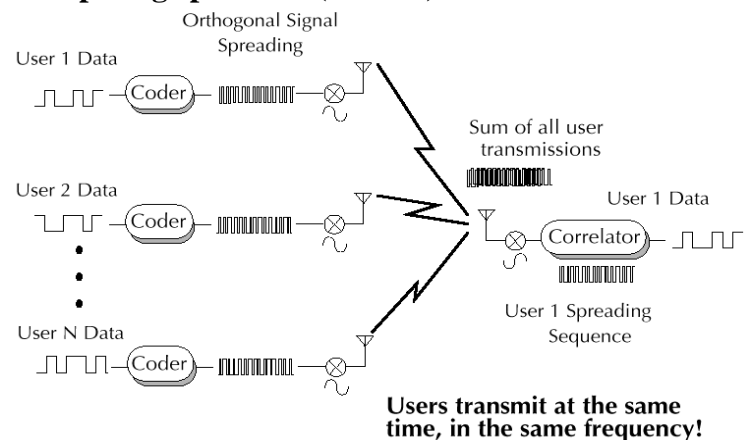 Orthogonal Signal
Spreading
User 1 Data
Coder
Sum of all user
transmissions
User 2 Data
Coder
User 1 Data
Correlator
User 1 Spreading
Sequence
User N Data
Coder
Users transmit at the same
time, in the same frequency!